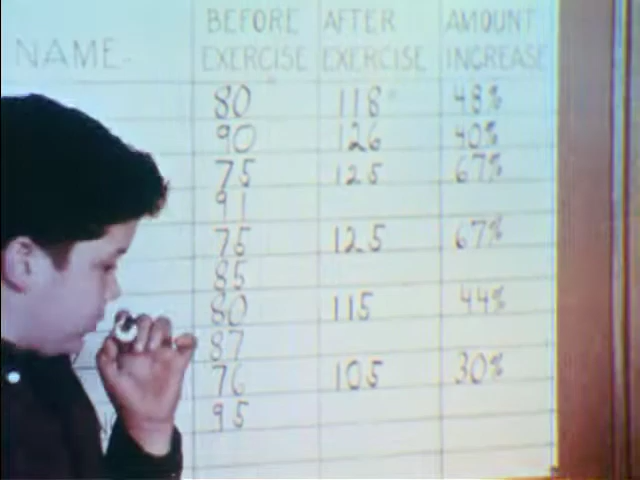 NAME BEFORE EXERCISE AFTER EXERCISE AMOUNT INCREASE
80 118 48%
90 126 40%
75 125 67%
91
75 125 67%
85
80 115 44%
87
76 105 30%
95